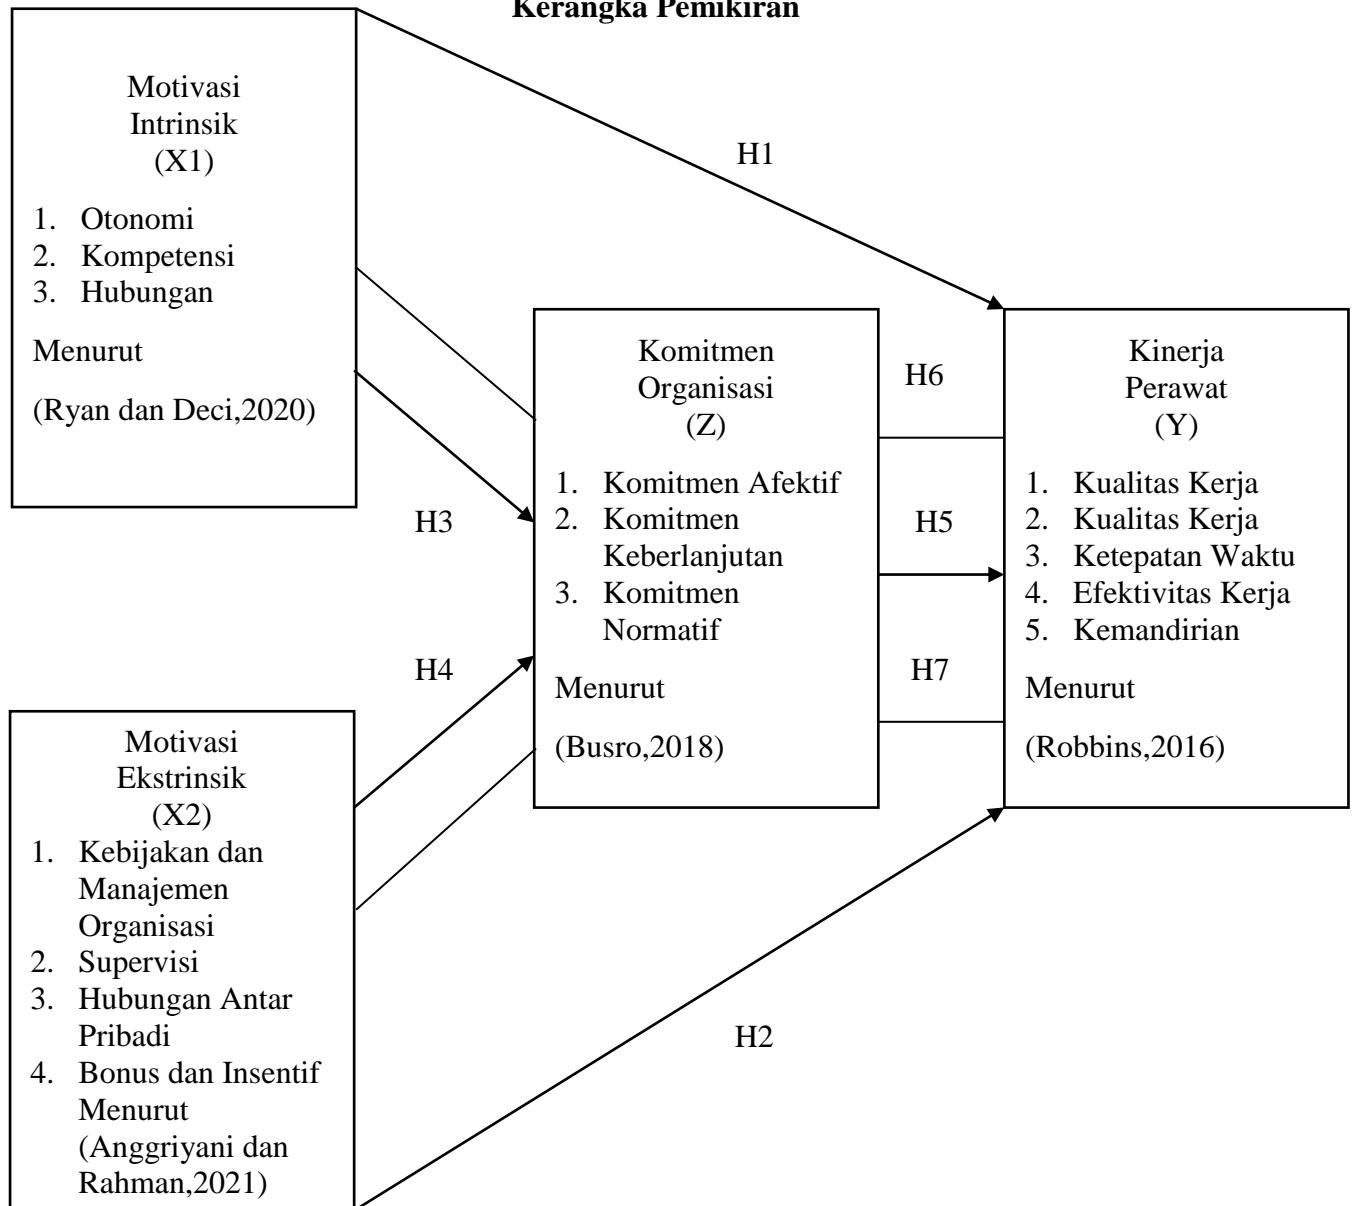 Kerangka Pemikiran
Motivasi
Intrinsik
(X1)
1. Otonomi
2. Kompetensi
3. Hubungan
Menurut
(Ryan dan Deci,2020)
H1
H3
H4
Komitmen
Organisasi
(Z)
1. Komitmen Afektif
2. Komitmen
Keberlanjutan
3. Komitmen
Normatif
Menurut
(Busro,2018)
H6
H5
H7
Kinerja
Perawat
(Y)
1. Kualitas Kerja
2. Kualitas Kerja
3. Ketepatan Waktu
4. Efektivitas Kerja
5. Kemandirian
Menurut
(Robbins,2016)
Motivasi
Ekstrinsik
(X2)
1. Kebijakan dan
Manajemen
Organisasi
2. Supervisi
3. Hubungan Antar
Pribadi
4. Bonus dan Insentif
Menurut
(Anggriyani dan
Rahman,2021)
H2